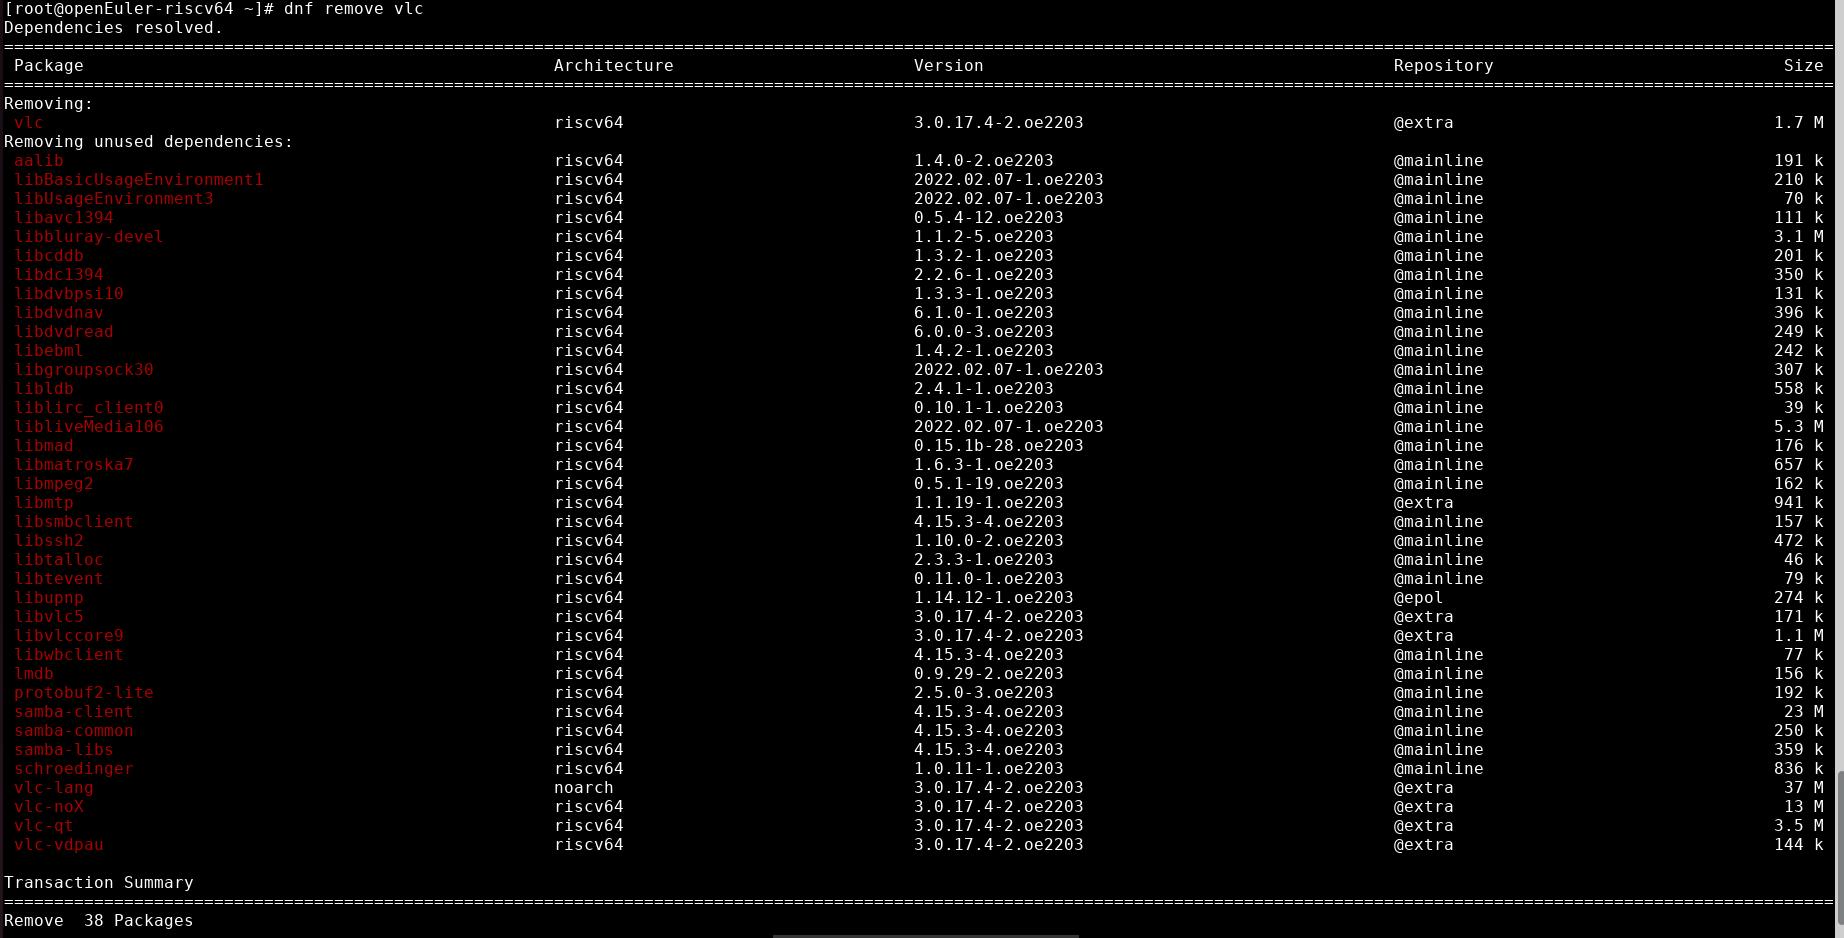 [root@openEuler-riscv64 ~]# dnf remove vlc
Dependencies resolved.
================================================================================
Package Architecture Version Repository Size
================================================================================
Removing:
vlc riscv64 3.0.17.4-2.oe2203 @extra 1.7 M
Removing unused dependencies:
aalib riscv64 1.4.0-2.oe2203 @mainline 191 k
libBasicUsageEnvironment1 riscv64 2022.02.07-1.oe2203 @mainline 210 k
libUsageEnvironment3 riscv64 2022.02.07-1.oe2203 @mainline 70 k
libavc1394 riscv64 0.5.4-12.oe2203 @mainline 111 k
libbluray-devel riscv64 1.1.2-5.oe2203 @mainline 3.1 M
libcddb riscv64 1.3.2-1.oe2203 @mainline 201 k
libdc1394 riscv64 2.2.6-1.oe2203 @mainline 350 k
libdvbpsi10 riscv64 1.3.3-1.oe2203 @mainline 131 k
libdvdnav riscv64 6.1.0-1.oe2203 @mainline 396 k
libdvdread riscv64 6.0.0-3.oe2203 @mainline 249 k
libebml riscv64 1.4.2-1.oe2203 @mainline 242 k
libgroupsock30 riscv64 2022.02.07-1.oe2203 @mainline 307 k
libldb riscv64 2.4.1-1.oe2203 @mainline 558 k
liblirc_client0 riscv64 0.10.1-1.oe2203 @mainline 39 k
libliveMedia106 riscv64 2022.02.07-1.oe2203 @mainline 5.3 M
libmad riscv64 0.15.1b-28.oe2203 @mainline 176 k
libmatroska7 riscv64 1.6.3-1.oe2203 @mainline 657 k
libmpeg2 riscv64 0.5.1-19.oe2203 @mainline 162 k
libmtp riscv64 1.1.19-1.oe2203 @extra 941 k
libsmbclient riscv64 4.15.3-4.oe2203 @mainline 157 k
libssh2 riscv64 1.10.0-2.oe2203 @mainline 472 k
libtalloc riscv64 2.3.3-1.oe2203 @mainline 46 k
libtevent riscv64 0.11.0-1.oe2203 @mainline 79 k
libupnp riscv64 1.14.12-1.oe2203 @epol 274 k
libvlc5 riscv64 3.0.17.4-2.oe2203 @extra 171 k
libvlccore9 riscv64 3.0.17.4-2.oe2203 @extra 1.1 M
libwbclient riscv64 4.15.3-4.oe2203 @mainline 77 k
lmdb riscv64 0.9.29-2.oe2203 @mainline 156 k
protobuf2-lite riscv64 2.5.0-3.oe2203 @mainline 192 k
samba-client riscv64 4.15.3-4.oe2203 @mainline 23 M
samba-common riscv64 4.15.3-4.oe2203 @mainline 250 k
samba-libs riscv64 4.15.3-4.oe2203 @mainline 359 k
schroedinger riscv64 1.0.11-1.oe2203 @mainline 836 k
vlc-lang noarch 3.0.17.4-2.oe2203 @extra 37 M
vlc-noX riscv64 3.0.17.4-2.oe2203 @extra 13 M
vlc-qt riscv64 3.0.17.4-2.oe2203 @extra 3.5 M
vlc-vdpau riscv64 3.0.17.4-2.oe2203 @extra 144 k
Transaction Summary
================================================================================
Remove 38 Packages